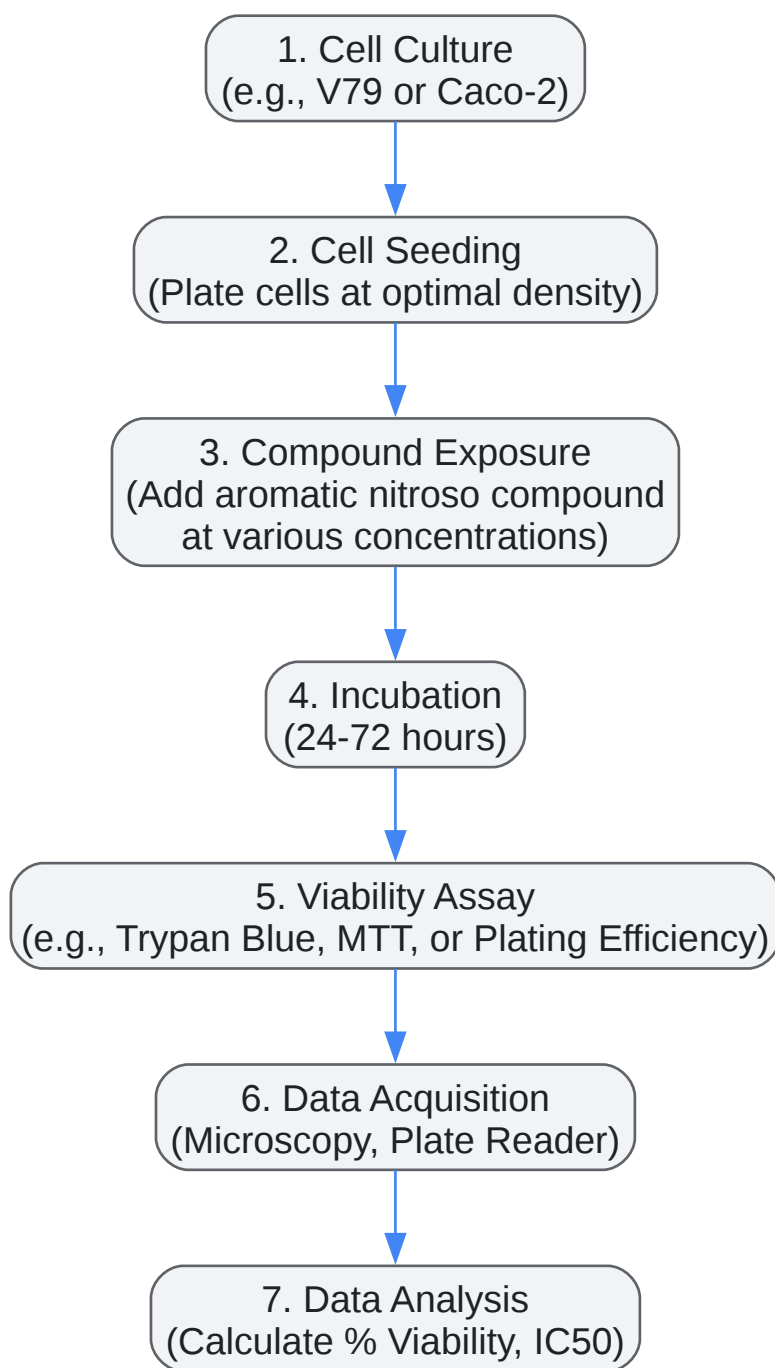 1. Cell Culture
(e.g., V79 or Caco-2)
2. Cell Seeding
(Plate cells at optimal density)
3. Compound Exposure
(Add aromatic nitroso compound
at various concentrations)
4. Incubation
(24-72 hours)
5. Viability Assay
(e.g., Trypan Blue, MTT, or Plating Efficiency)
6. Data Acquisition
(Microscopy, Plate Reader)
7. Data Analysis
(Calculate % Viability, IC50)